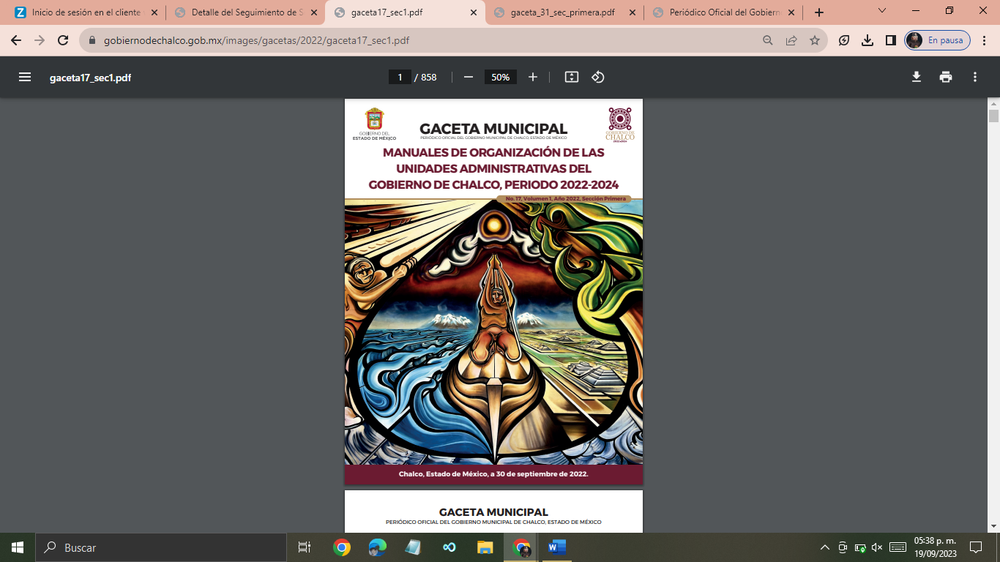 Inicio de sesión en el cliente
Detalle del Seguimiento de S
gaceta17_sec1.pdf
gaceta_31_sec_primera.pdf
Periódico Oficial del Gobiern
gobiernodechalco.gob.mx/images/gacetas/2022/gaceta17_sec1.pdf
En pausa
gaceta17_sec1.pdf
1 / 858
50%
GOBIERNO DEL
ESTADO DE MÉXICO
GACETA MUNICIPAL
PERIÓDICO OFICIAL DEL GOBIERNO MUNICIPAL DE CHALCO, ESTADO DE MÉXICO
GOBIERNO DE
CHALCO
2022-2024
MANUALES DE ORGANIZACIÓN DE LAS
UNIDADES ADMINISTRATIVAS DEL
GOBIERNO DE CHALCO, PERIODO 2022-2024
No. 17, Volumen 1, Año 2022, Sección Primera
Chalco, Estado de México, a 30 de septiembre de 2022.
GACETA MUNICIPAL
PERIÓDICO OFICIAL DEL GOBIERNO MUNICIPAL DE CHALCO, ESTADO DE MÉXICO
Buscar
05:38 p. m.
19/09/2023